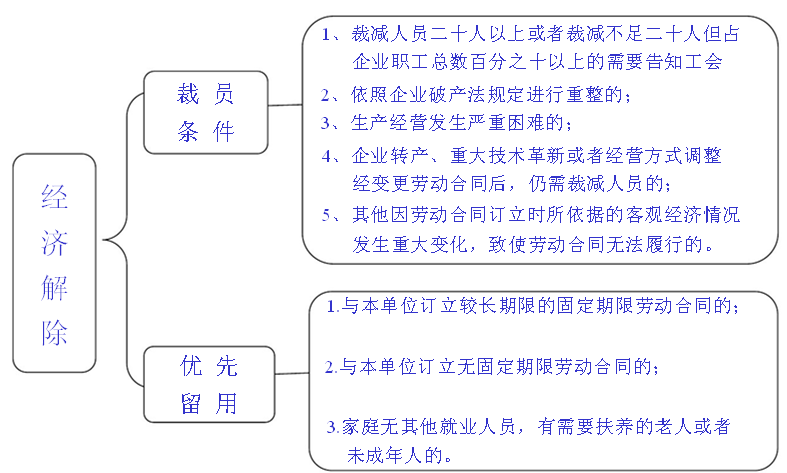 经
济
解
除
裁 员
条 件
1、裁减人员二十人以上或者裁减不足二十人但占
企业职工总数百分之十以上的需要告知工会
2、依照企业破产法规定进行重整的；
3、生产经营发生严重困难的；
4、企业转产、重大技术革新或者经营方式调整
经变更劳动合同后，仍需裁减人员的；
5、其他因劳动合同订立时所依据的客观经济情况
发生重大变化，致使劳动合同无法履行的。
优 先
留 用
1.与本单位订立较长期限的固定期限劳动合同的；
2.与本单位订立无固定期限劳动合同的；
3.家庭无其他就业人员，有需要扶养的老人或者
未成年人的。